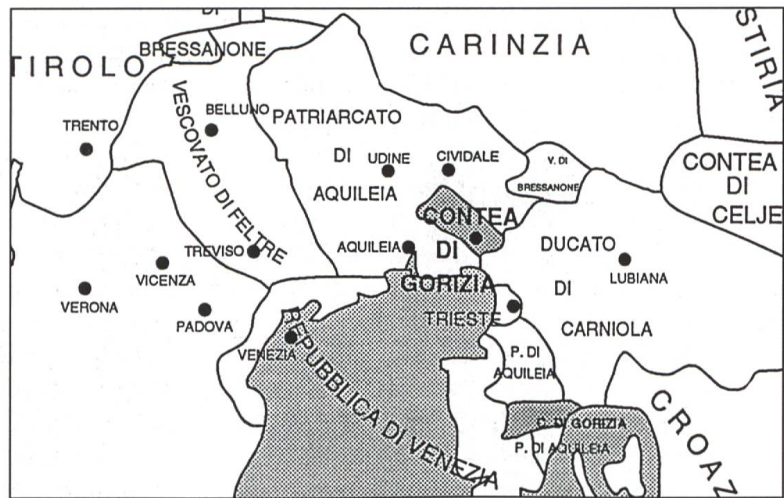 DI
BRESSANONE
TIROLO
CARINZIA
STIRIA
VESCOVATO DI FELTRE
BELLUNO
TRENTO
PATRIARCATO
DI
AQUILEIA
UDINE
CIVIDALE
V. DI
BRESSANONE
CONTEA
DI
CELJE
CONTEA
DI
GORIZIA
AQUILEIA
TREVISO
VICENZA
VERONA
PADOVA
VENEZIA
REPUBBLICA DI VENEZIA
TRIESTE
DUCATO
DI
CARNIOLA
LUBIANA
P. DI
AQUILEIA
C. DI GORIZIA
P. DI AQUILEIA
CROAZ